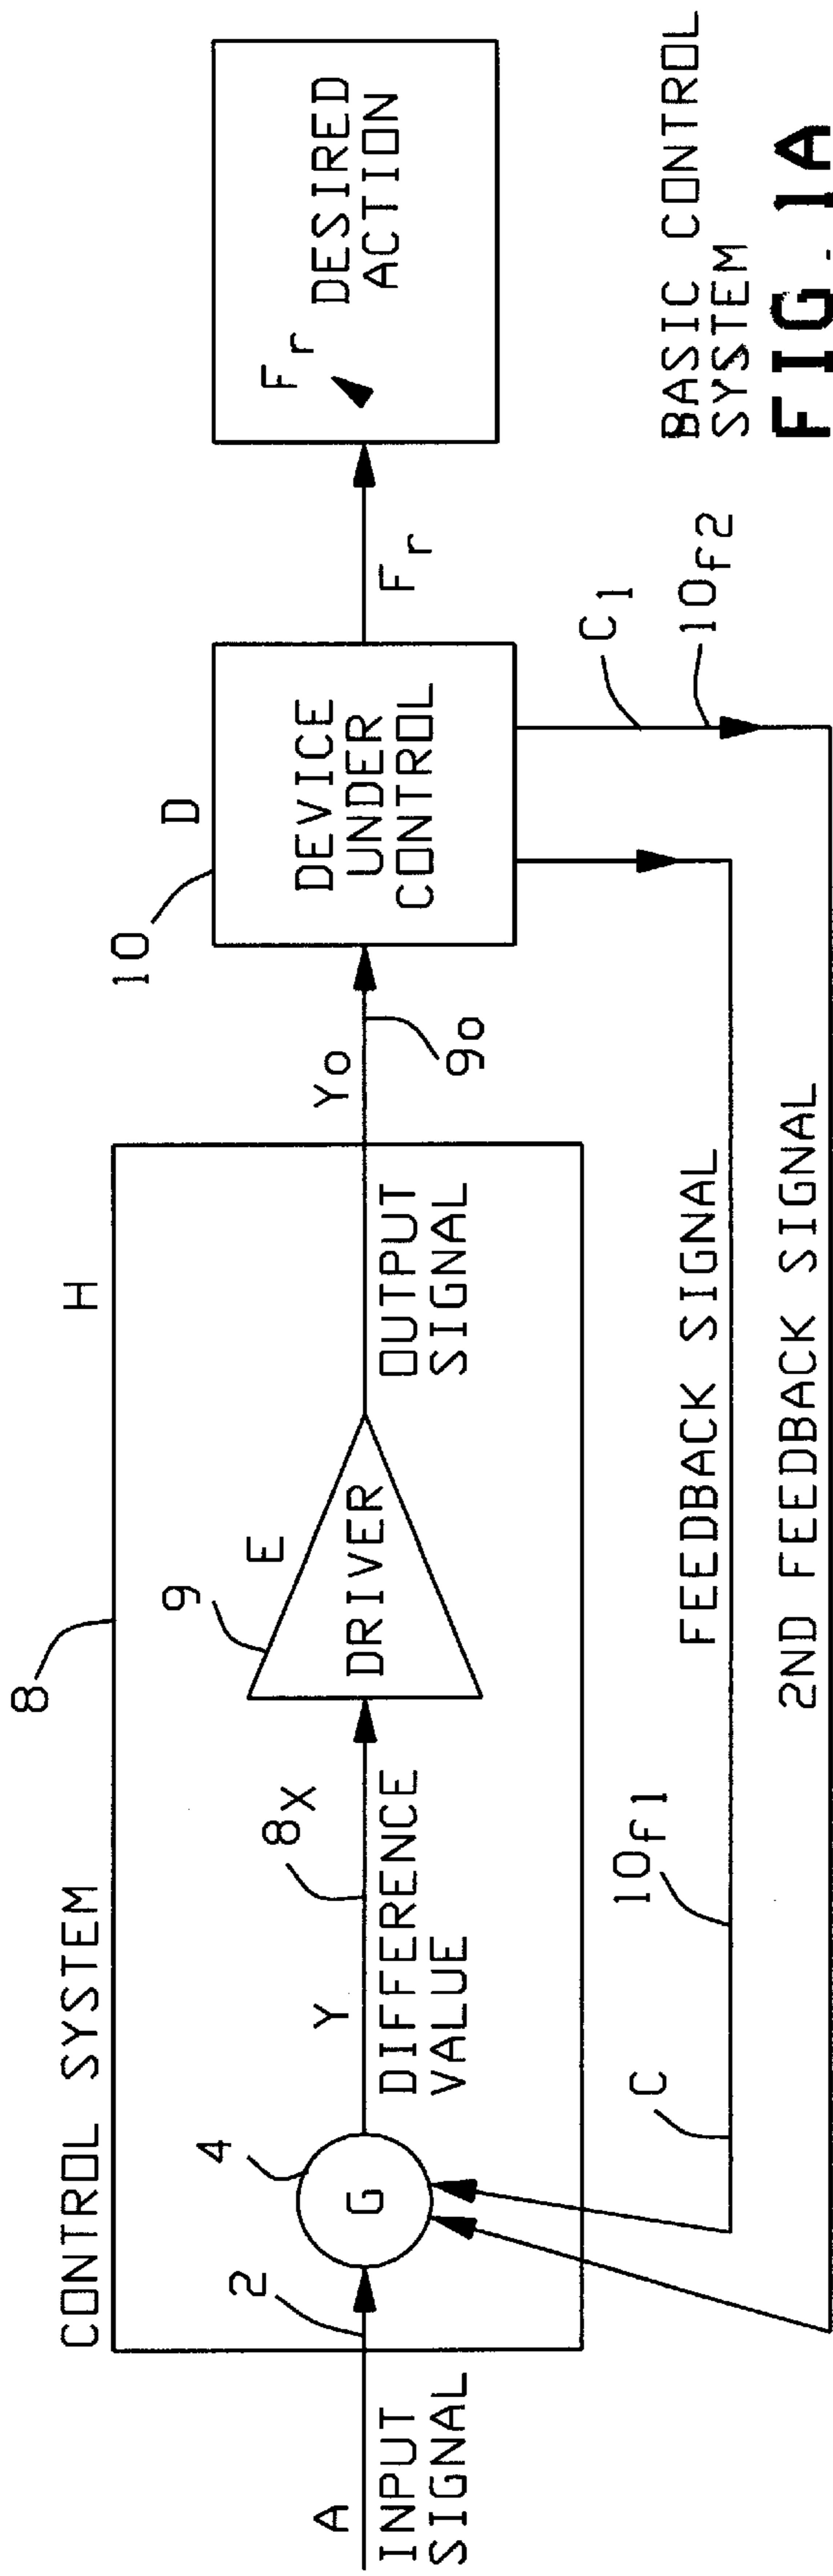 CONTROL SYSTEM
8
H
A
INPUT
SIGNAL
2
4
G
Y
8X
DIFFERENCE
VALUE
9
E
DRIVER
OUTPUT
SIGNAL
Yo
9o
10
D
DEVICE
UNDER
CONTROL
Fr
Fr
DESIRED
ACTION
C
10f1
FEEDBACK SIGNAL
2ND FEEDBACK SIGNAL
C1
10f2
BASIC CONTROL
SYSTEM
FIG. 1A